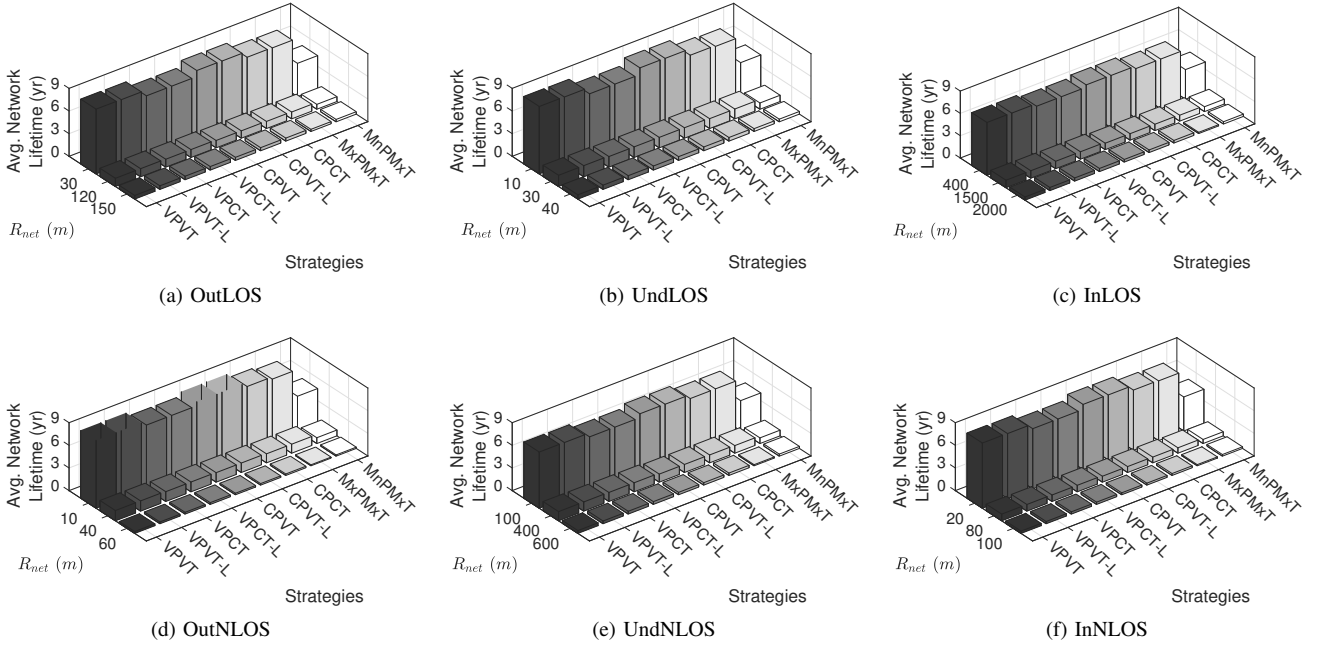 Avg. Network
Lifetime (yr)
9
6
3
0
30
120
150
R_net (m)
VPVT
VPVT-L
VPCT
VPCT-L
CPVT
CPVT-L
CPCT
MxPMxT
MnPMxT
Strategies
(a) OutLOS
Avg. Network
Lifetime (yr)
9
6
3
0
10
30
40
R_net (m)
VPVT
VPVT-L
VPCT
VPCT-L
CPVT
CPVT-L
CPCT
MxPMxT
MnPMxT
Strategies
(b) UndLOS
Avg. Network
Lifetime (yr)
9
6
3
0
400
1500
2000
R_net (m)
VPVT
VPVT-L
VPCT
VPCT-L
CPVT
CPVT-L
CPCT
MxPMxT
MnPMxT
Strategies
(c) InLOS
Avg. Network
Lifetime (yr)
9
6
3
0
10
40
60
R_net (m)
VPVT
VPVT-L
VPCT
VPCT-L
CPVT
CPVT-L
CPCT
MxPMxT
MnPMxT
Strategies
(d) OutNLOS
Avg. Network
Lifetime (yr)
9
6
3
0
100
400
600
R_net (m)
VPVT
VPVT-L
VPCT
VPCT-L
CPVT
CPVT-L
CPCT
MxPMxT
MnPMxT
Strategies
(e) UndNLOS
Avg. Network
Lifetime (yr)
9
6
3
0
20
80
100
R_net (m)
VPVT
VPVT-L
VPCT
VPCT-L
CPVT
CPVT-L
CPCT
MxPMxT
MnPMxT
Strategies
(f) InNLOS